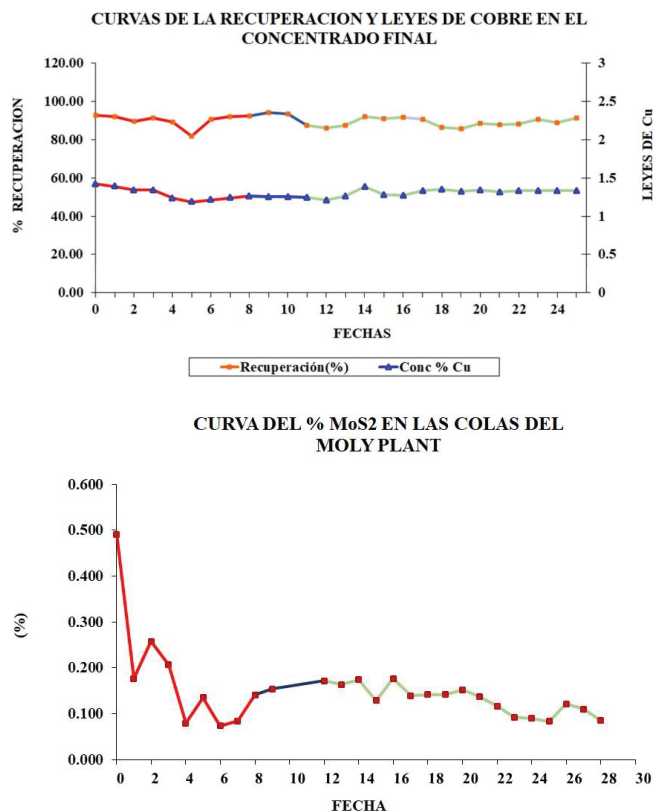 CURVAS DE LA RECUPERACION Y LEYES DE COBRE EN EL
CONCENTRADO FINAL
120.00
100.00
80.00
60.00
40.00
20.00
0.00
% RECUPERACION
3
2.5
2
1.5
1
0.5
0
LEYES DE Cu
0 2 4 6 8 10 12 14 16 18 20 22 24
FECHAS
Recuperación(%) Conc % Cu
CURVA DEL % MoS2 EN LAS COLAS DEL
MOLY PLANT
0.600
0.500
0.400
0.300
0.200
0.100
0.000
(%)
0 2 4 6 8 10 12 14 16 18 20 22 24 26 28 30
FECHA